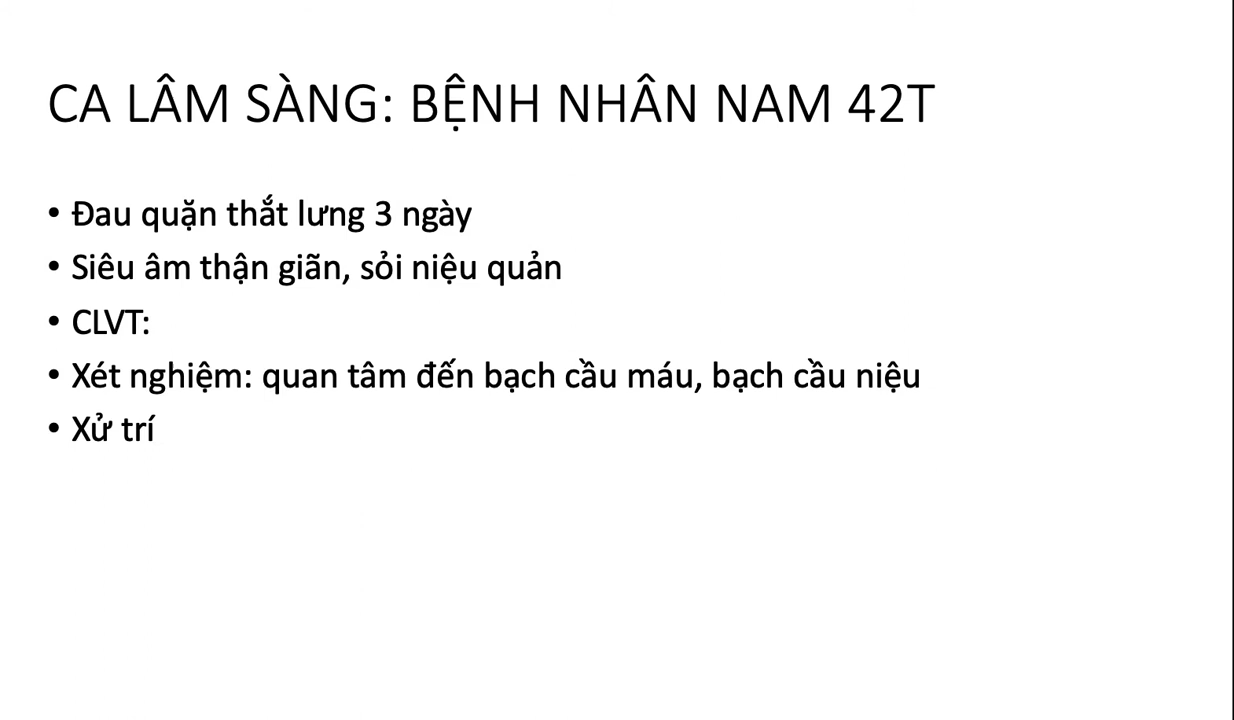 CA LÂM SÀNG: BỆNH NHÂN NAM 42T
• Đau quặn thắt lưng 3 ngày
• Siêu âm thận giãn, sỏi niệu quản
• CLVT:
• Xét nghiệm: quan tâm đến bạch cầu máu, bạch cầu niệu
• Xử trí